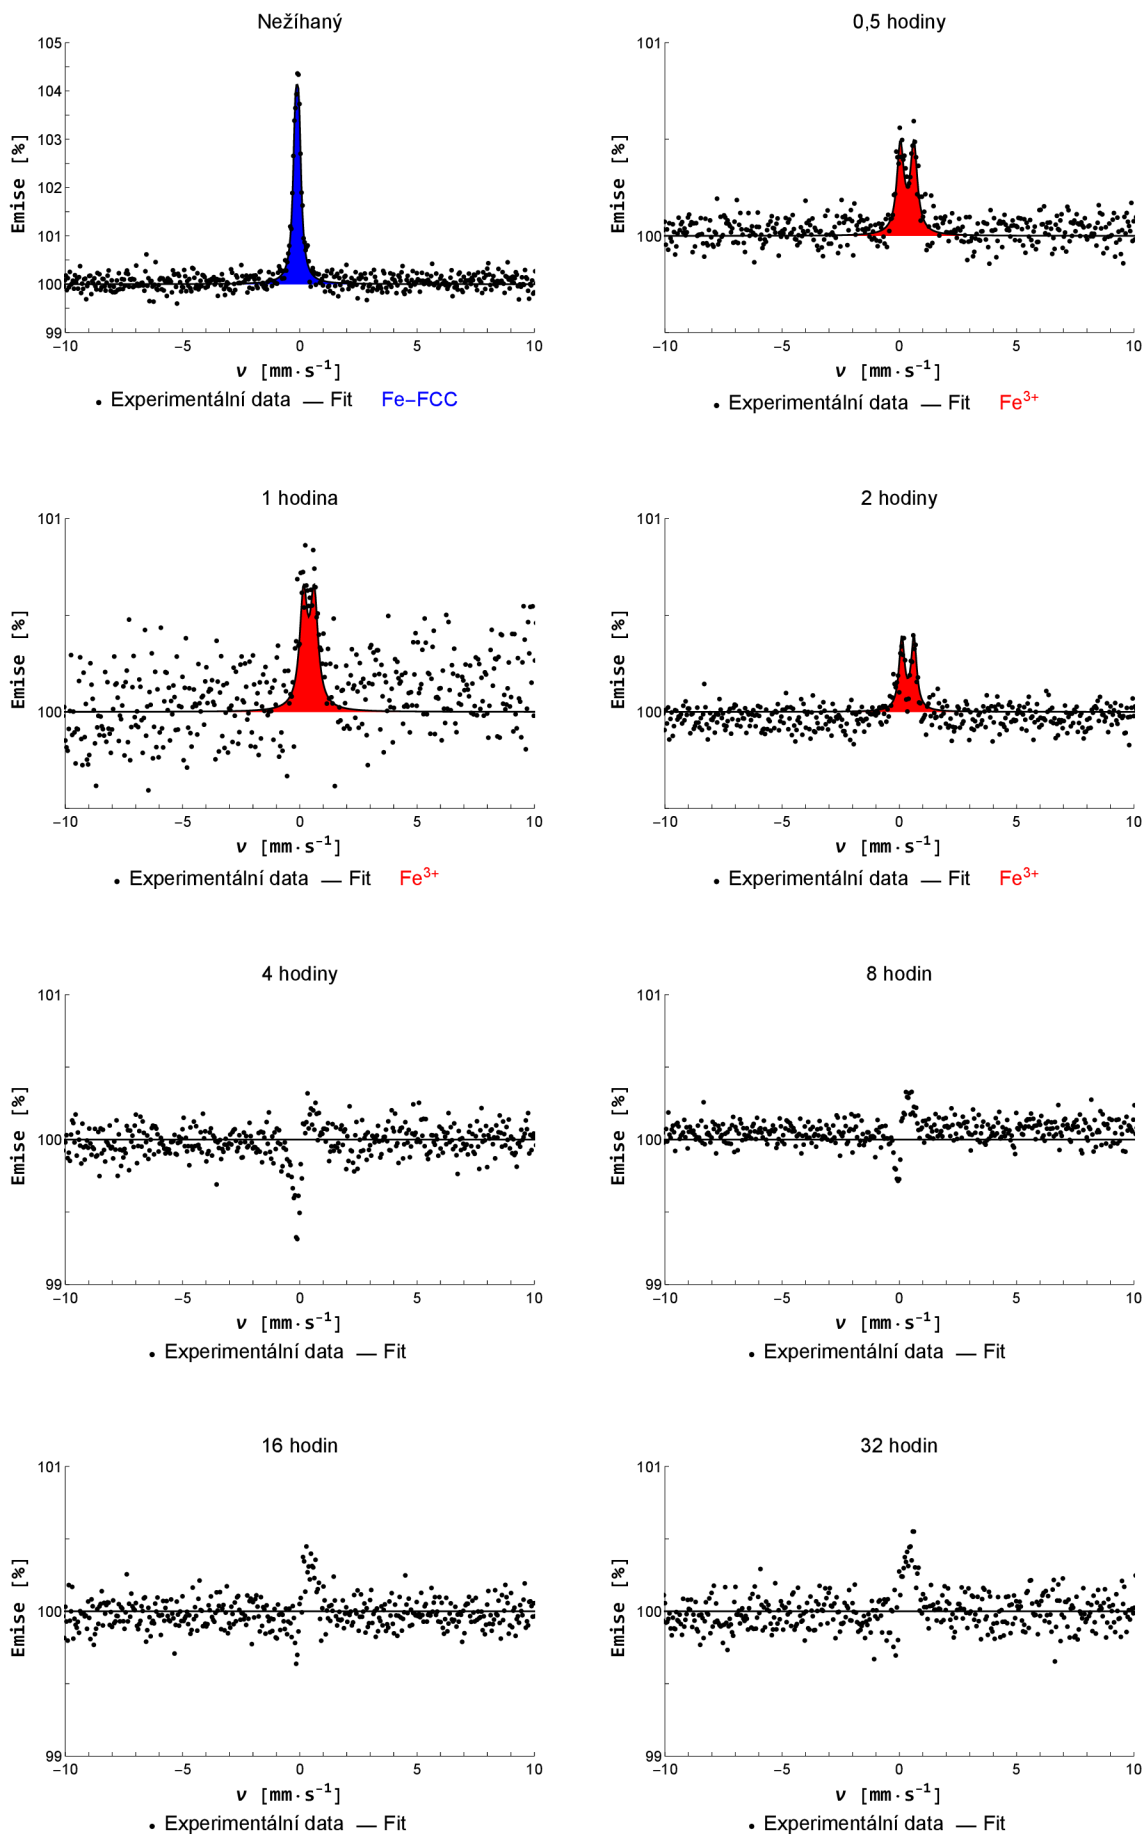 Nežíhaný
105
104
103
102
101
100
99
Emise [%]
−10 −5 0 5 10
ν [mm·s⁻¹]
• Experimentální data — Fit Fe−FCC
0,5 hodiny
101
100
Emise [%]
−10 −5 0 5 10
ν [mm·s⁻¹]
• Experimentální data — Fit Fe³⁺
1 hodina
101
100
Emise [%]
−10 −5 0 5 10
ν [mm·s⁻¹]
• Experimentální data — Fit Fe³⁺
2 hodiny
101
100
Emise [%]
−10 −5 0 5 10
ν [mm·s⁻¹]
• Experimentální data — Fit Fe³⁺
4 hodiny
101
100
99
Emise [%]
−10 −5 0 5 10
ν [mm·s⁻¹]
• Experimentální data — Fit
8 hodin
101
100
99
Emise [%]
−10 −5 0 5 10
ν [mm·s⁻¹]
• Experimentální data — Fit
16 hodin
101
100
99
Emise [%]
−10 −5 0 5 10
ν [mm·s⁻¹]
• Experimentální data — Fit
32 hodin
101
100
99
Emise [%]
−10 −5 0 5 10
ν [mm·s⁻¹]
• Experimentální data — Fit